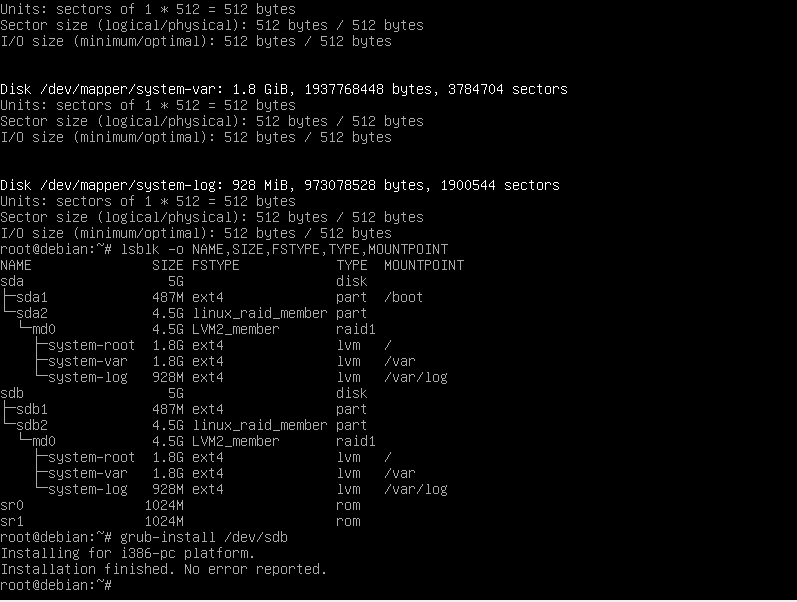 Units: sectors of 1 * 512 = 512 bytes
Sector size (logical/physical): 512 bytes / 512 bytes
I/O size (minimum/optimal): 512 bytes / 512 bytes
Disk /dev/mapper/system-var: 1.8 GiB, 1937768448 bytes, 3784704 sectors
Units: sectors of 1 * 512 = 512 bytes
Sector size (logical/physical): 512 bytes / 512 bytes
I/O size (minimum/optimal): 512 bytes / 512 bytes
Disk /dev/mapper/system-log: 928 MiB, 973078528 bytes, 1900544 sectors
Units: sectors of 1 * 512 = 512 bytes
Sector size (logical/physical): 512 bytes / 512 bytes
I/O size (minimum/optimal): 512 bytes / 512 bytes
root@debian:~# lsblk -o NAME,SIZE,FSTYPE,TYPE,MOUNTPOINT
NAME               SIZE FSTYPE            TYPE  MOUNTPOINT
sda                  5G                   disk
├─sda1             487M ext4              part  /boot
└─sda2             4.5G linux_raid_member part
  └─md0            4.5G LVM2_member       raid1
    ├─system-root  1.8G ext4              lvm   /
    ├─system-var   1.8G ext4              lvm   /var
    └─system-log   928M ext4              lvm   /var/log
sdb                  5G                   disk
├─sdb1             487M ext4              part
└─sdb2             4.5G linux_raid_member part
  └─md0            4.5G LVM2_member       raid1
    ├─system-root  1.8G ext4              lvm   /
    ├─system-var   1.8G ext4              lvm   /var
    └─system-log   928M ext4              lvm   /var/log
sr0               1024M                   rom
sr1               1024M                   rom
root@debian:~# grub-install /dev/sdb
Installing for i386-pc platform.
Installation finished. No error reported.
root@debian:~#